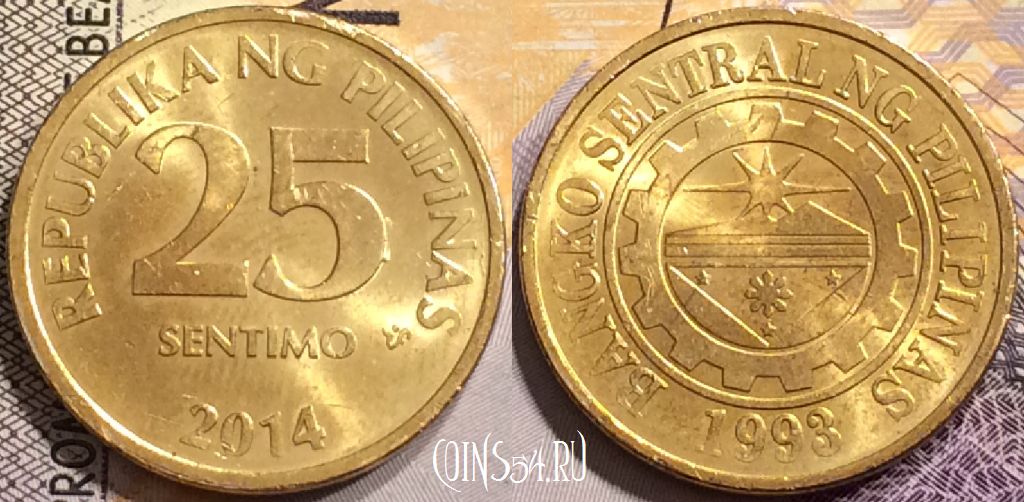 REPUBLIKA NG PILIPINAS
25
SENTIMO
2014
BANGKO SENTRAL NG PILIPINAS
1993
COINS54.RU